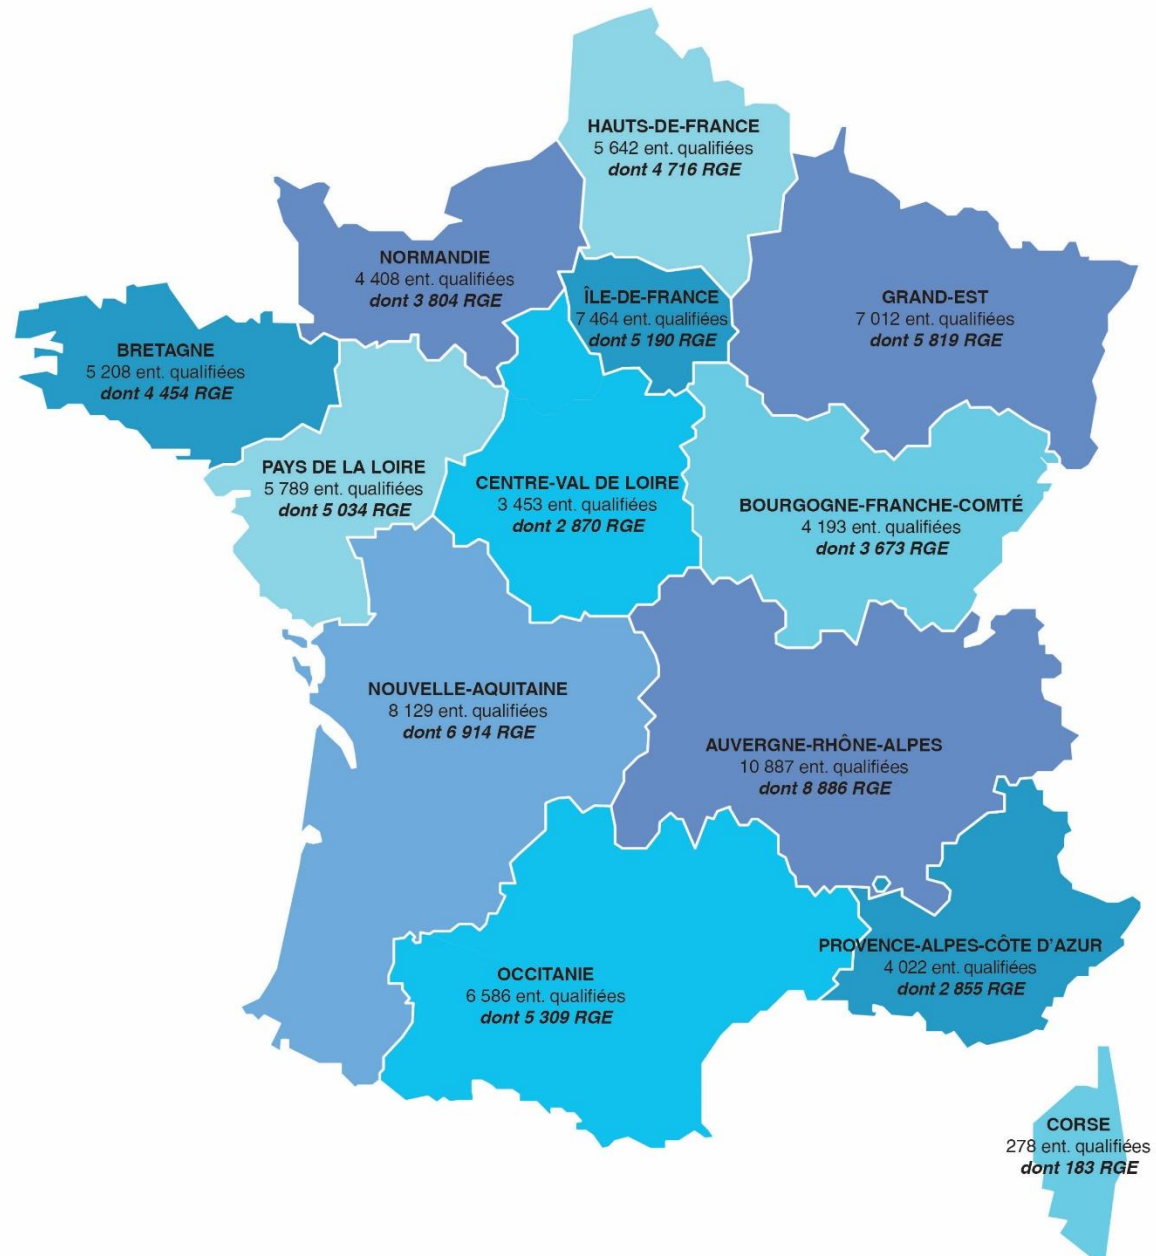 HAUTS-DE-FRANCE
5 642 ent. qualifiées
dont 4 716 RGE
NORMANDIE
4 408 ent. qualifiées
dont 3 804 RGE
ÎLE-DE-FRANCE
7 464 ent. qualifiées
dont 5 190 RGE
GRAND-EST
7 012 ent. qualifiées
dont 5 819 RGE
BRETAGNE
5 208 ent. qualifiées
dont 4 454 RGE
PAYS DE LA LOIRE
5 789 ent. qualifiées
dont 5 034 RGE
CENTRE-VAL DE LOIRE
3 453 ent. qualifiées
dont 2 870 RGE
BOURGOGNE-FRANCHE-COMTÉ
4 193 ent. qualifiées
dont 3 673 RGE
NOUVELLE-AQUITAINE
8 129 ent. qualifiées
dont 6 914 RGE
AUVERGNE-RHÔNE-ALPES
10 887 ent. qualifiées
dont 8 886 RGE
PROVENCE-ALPES-CÔTE D'AZUR
4 022 ent. qualifiées
dont 2 855 RGE
OCCITANIE
6 586 ent. qualifiées
dont 5 309 RGE
CORSE
278 ent. qualifiées
dont 183 RGE